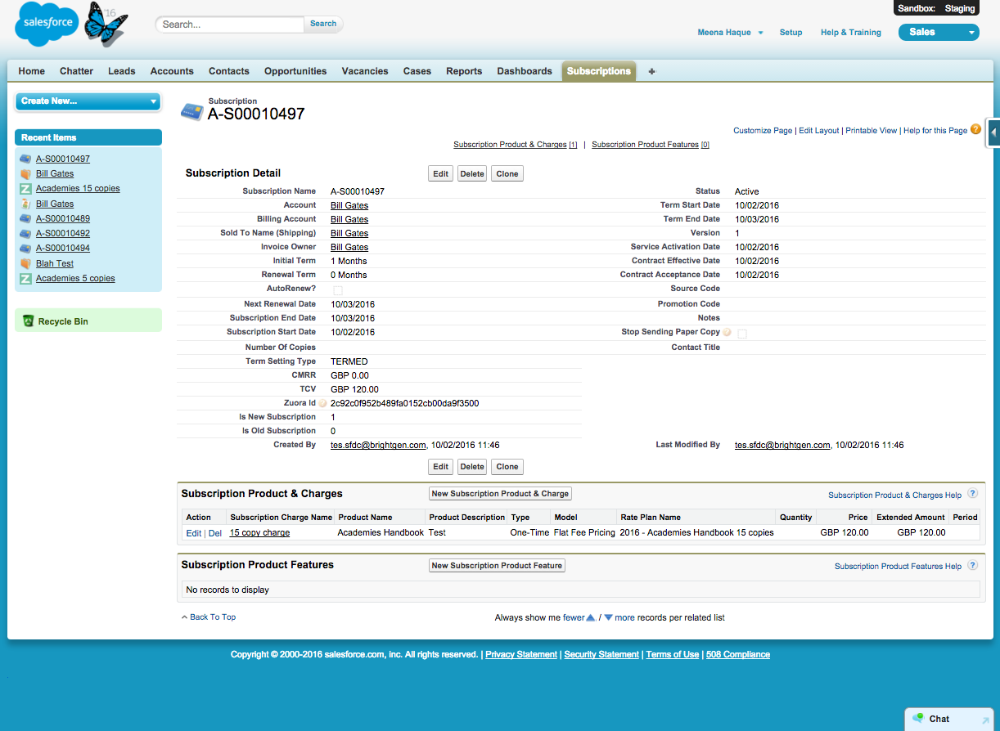 Sandbox: Staging
salesforce '16 Search... Search
Meena Haque Setup Help & Training Sales
Home Chatter Leads Accounts Contacts Opportunities Vacancies Cases Reports Dashboards Subscriptions +
Create New...
Recent Items
A-S00010497
Bill Gates
Academies 15 copies
Bill Gates
A-S00010489
A-S00010492
A-S00010494
Blah Test
Academies 5 copies
Recycle Bin
Subscription
A-S00010497
Customize Page | Edit Layout | Printable View | Help for this Page ?
Subscription Product & Charges [1] | Subscription Product Features [0]
Subscription Detail Edit Delete Clone
Subscription Name A-S00010497 Status Active
Account Bill Gates Term Start Date 10/02/2016
Billing Account Bill Gates Term End Date 10/03/2016
Sold To Name (Shipping) Bill Gates Version 1
Invoice Owner Bill Gates Service Activation Date 10/02/2016
Initial Term 1 Months Contract Effective Date 10/02/2016
Renewal Term 0 Months Contract Acceptance Date 10/02/2016
AutoRenew? Source Code
Next Renewal Date 10/03/2016 Promotion Code
Subscription End Date 10/03/2016 Notes
Subscription Start Date 10/02/2016 Stop Sending Paper Copy ?
Number Of Copies Contact Title
Term Setting Type TERMED
CMRR GBP 0.00
TCV GBP 120.00
Zuora Id ? 2c92c0f952b489fa0152cb00da9f3500
Is New Subscription 1
Is Old Subscription 0
Created By tes.sfdc@brightgen.com, 10/02/2016 11:46 Last Modified By tes.sfdc@brightgen.com, 10/02/2016 11:46
Edit Delete Clone
Subscription Product & Charges New Subscription Product & Charge Subscription Product & Charges Help ?
Action Subscription Charge Name Product Name Product Description Type Model Rate Plan Name Quantity Price Extended Amount Period
Edit | Del 15 copy charge Academies Handbook Test One-Time Flat Fee Pricing 2016 - Academies Handbook 15 copies GBP 120.00 GBP 120.00
Subscription Product Features New Subscription Product Feature Subscription Product Features Help ?
No records to display
Back To Top Always show me fewer / more records per related list
Copyright © 2000-2016 salesforce.com, inc. All rights reserved. | Privacy Statement | Security Statement | Terms of Use | 508 Compliance
Chat